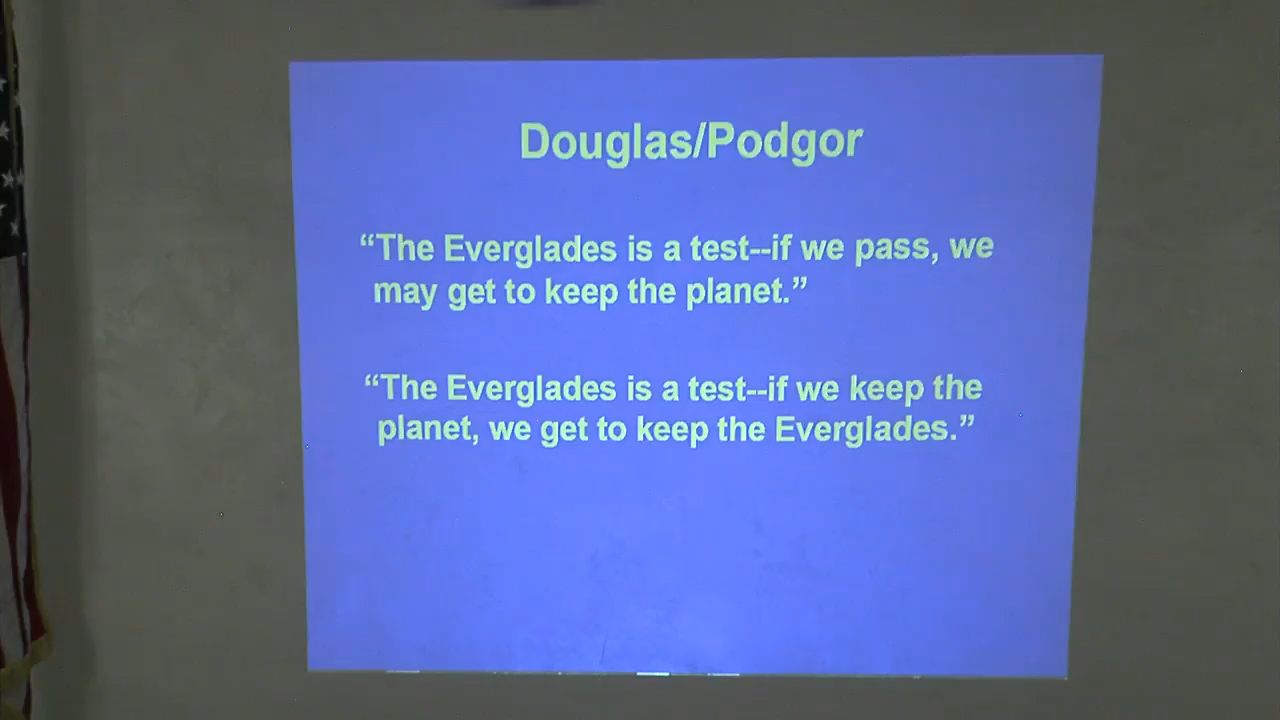 Douglas/Podgor
“The Everglades is a test--if we pass, we
may get to keep the planet.”
“The Everglades is a test--if we keep the
planet, we get to keep the Everglades.”